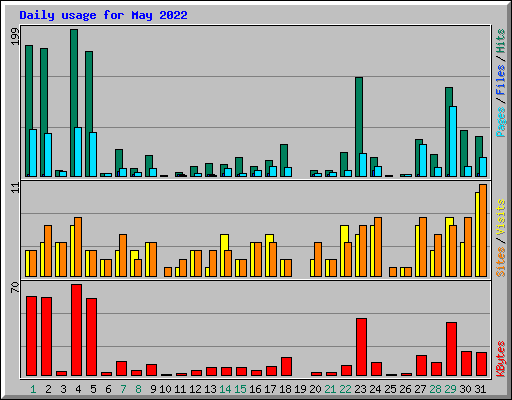 Daily usage for May 2022
199
Pages / Files / Hits
11
Sites / Visits
70
KBytes
1 2 3 4 5 6 7 8 9 10 11 12 13 14 15 16 17 18 19 20 21 22 23 24 25 26 27 28 29 30 31